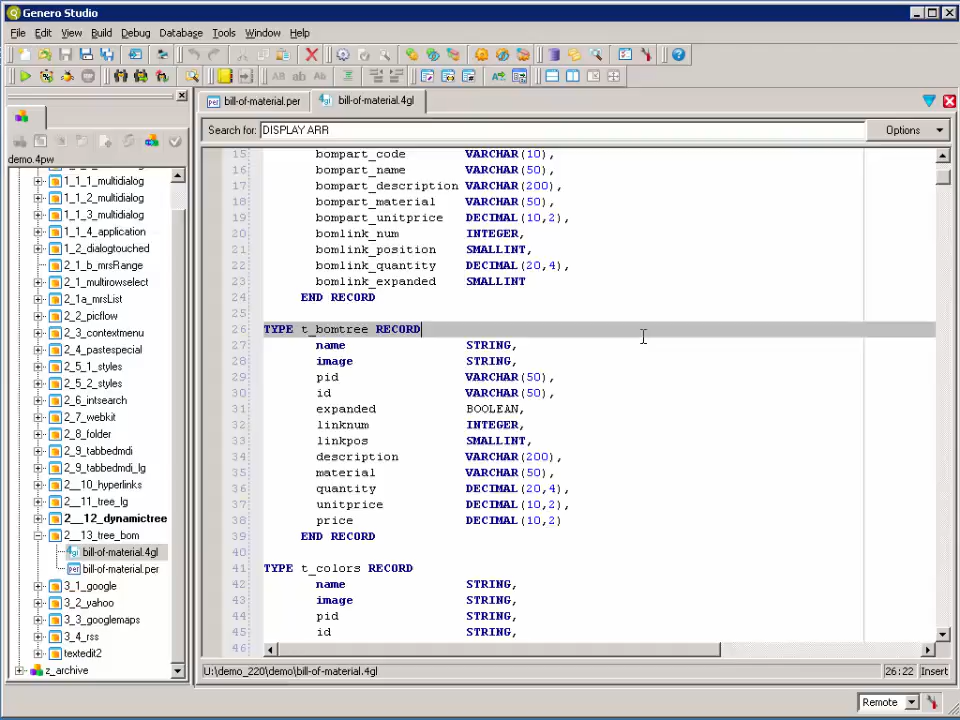 Genero Studio
File Edit View Build Debug Database Tools Window Help
demo.4pw
1_1_1_multidialog
1_1_2_multidialog
1_1_3_multidialog
1_1_4_application
1_2_dialogtouched
2_1_b_mrsRange
2_1_multirowselect
2_1a_mrsList
2_2_picflow
2_3_contextmenu
2_4_pastespecial
2_5_1_styles
2_5_2_styles
2_6_intsearch
2_7_webkit
2_8_folder
2_9_tabbedmdi
2_9_tabbedmdi_lg
2__10_hyperlinks
2__11_tree_lg
2__12_dynamictree
2__13_tree_bom
bill-of-material.4gl
bill-of-material.per
3_1_google
3_2_yahoo
3_3_googlemaps
3_4_rss
textedit2
z_archive
bill-of-material.per bill-of-material.4gl
Search for: DISPLAY ARR Options
15 bompart_code VARCHAR(10),
16 bompart_name VARCHAR(50),
17 bompart_description VARCHAR(200),
18 bompart_material VARCHAR(50),
19 bompart_unitprice DECIMAL(10,2),
20 bomlink_num INTEGER,
21 bomlink_position SMALLINT,
22 bomlink_quantity DECIMAL(20,4),
23 bomlink_expanded SMALLINT
24 END RECORD
25
26 TYPE t_bomtree RECORD
27 name STRING,
28 image STRING,
29 pid VARCHAR(50),
30 id VARCHAR(50),
31 expanded BOOLEAN,
32 linknum INTEGER,
33 linkpos SMALLINT,
34 description VARCHAR(200),
35 material VARCHAR(50),
36 quantity DECIMAL(20,4),
37 unitprice DECIMAL(10,2),
38 price DECIMAL(10,2)
39 END RECORD
40
41 TYPE t_colors RECORD
42 name STRING,
43 image STRING,
44 pid STRING,
45 id STRING,
46
U:\demo_220\demo\bill-of-material.4gl 26:22 Insert
Remote